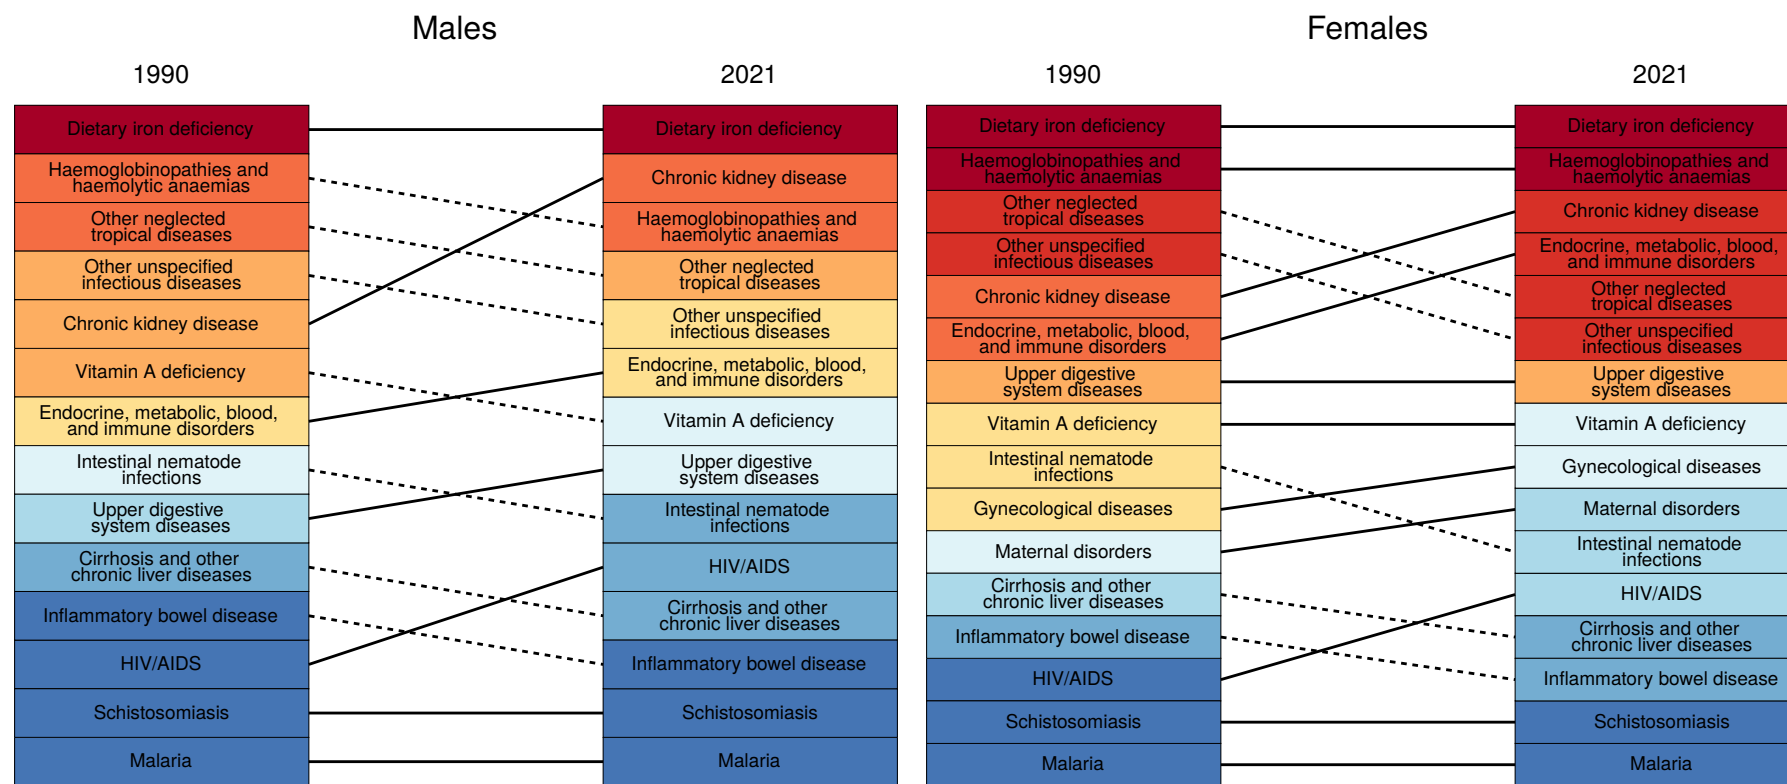 Males
1990
2021
Dietary iron deficiency
Haemoglobinopathies and
haemolytic anaemias
Other neglected
tropical diseases
Other unspecified
infectious diseases
Chronic kidney disease
Vitamin A deficiency
Endocrine, metabolic, blood,
and immune disorders
Intestinal nematode
infections
Upper digestive
system diseases
Cirrhosis and other
chronic liver diseases
Inflammatory bowel disease
HIV/AIDS
Schistosomiasis
Malaria
Dietary iron deficiency
Chronic kidney disease
Haemoglobinopathies and
haemolytic anaemias
Other neglected
tropical diseases
Other unspecified
infectious diseases
Endocrine, metabolic, blood,
and immune disorders
Vitamin A deficiency
Upper digestive
system diseases
Intestinal nematode
infections
HIV/AIDS
Cirrhosis and other
chronic liver diseases
Inflammatory bowel disease
Schistosomiasis
Malaria
Females
1990
2021
Dietary iron deficiency
Haemoglobinopathies and
haemolytic anaemias
Other neglected
tropical diseases
Other unspecified
infectious diseases
Chronic kidney disease
Endocrine, metabolic, blood,
and immune disorders
Upper digestive
system diseases
Vitamin A deficiency
Intestinal nematode
infections
Gynecological diseases
Maternal disorders
Cirrhosis and other
chronic liver diseases
Inflammatory bowel disease
HIV/AIDS
Schistosomiasis
Malaria
Dietary iron deficiency
Haemoglobinopathies and
haemolytic anaemias
Chronic kidney disease
Endocrine, metabolic, blood,
and immune disorders
Other neglected
tropical diseases
Other unspecified
infectious diseases
Upper digestive
system diseases
Vitamin A deficiency
Gynecological diseases
Maternal disorders
Intestinal nematode
infections
HIV/AIDS
Cirrhosis and other
chronic liver diseases
Inflammatory bowel disease
Schistosomiasis
Malaria